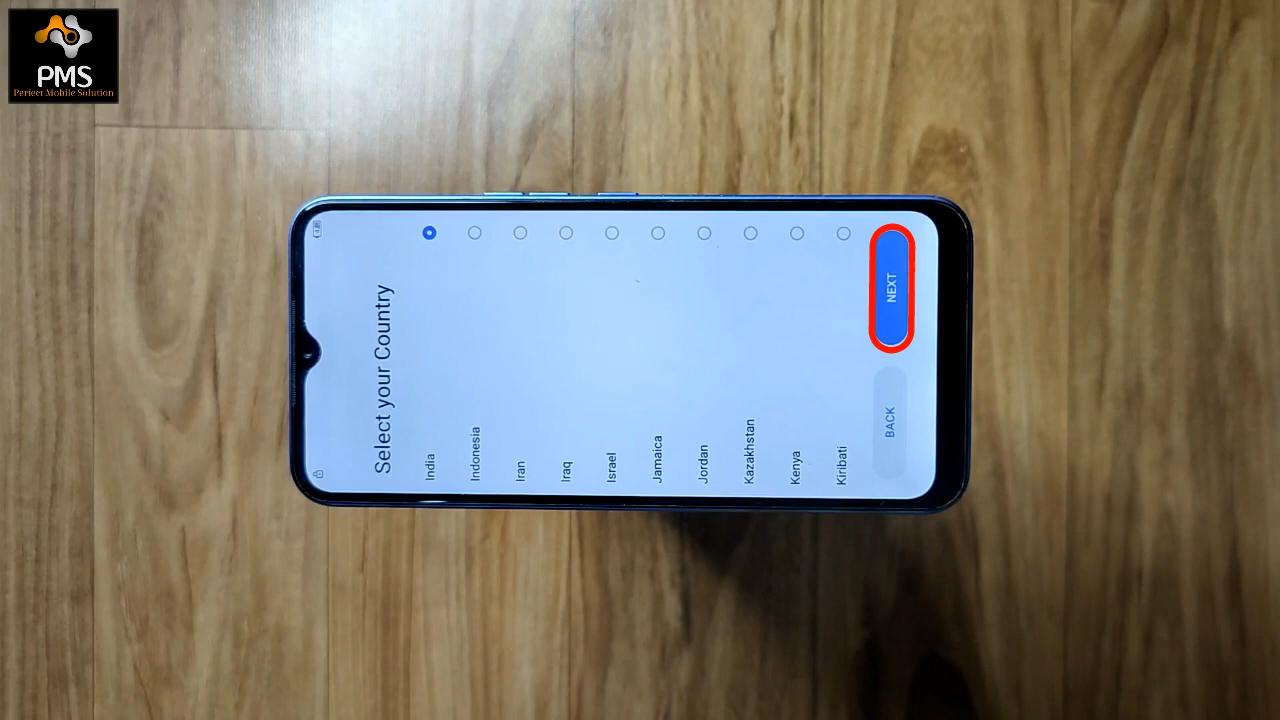 PMS
Perfect Mobile Solution
Select your Country
India
Indonesia
Iran
Iraq
Israel
Jamaica
Jordan
Kazakhstan
Kenya
Kiribati
BACK
NEXT